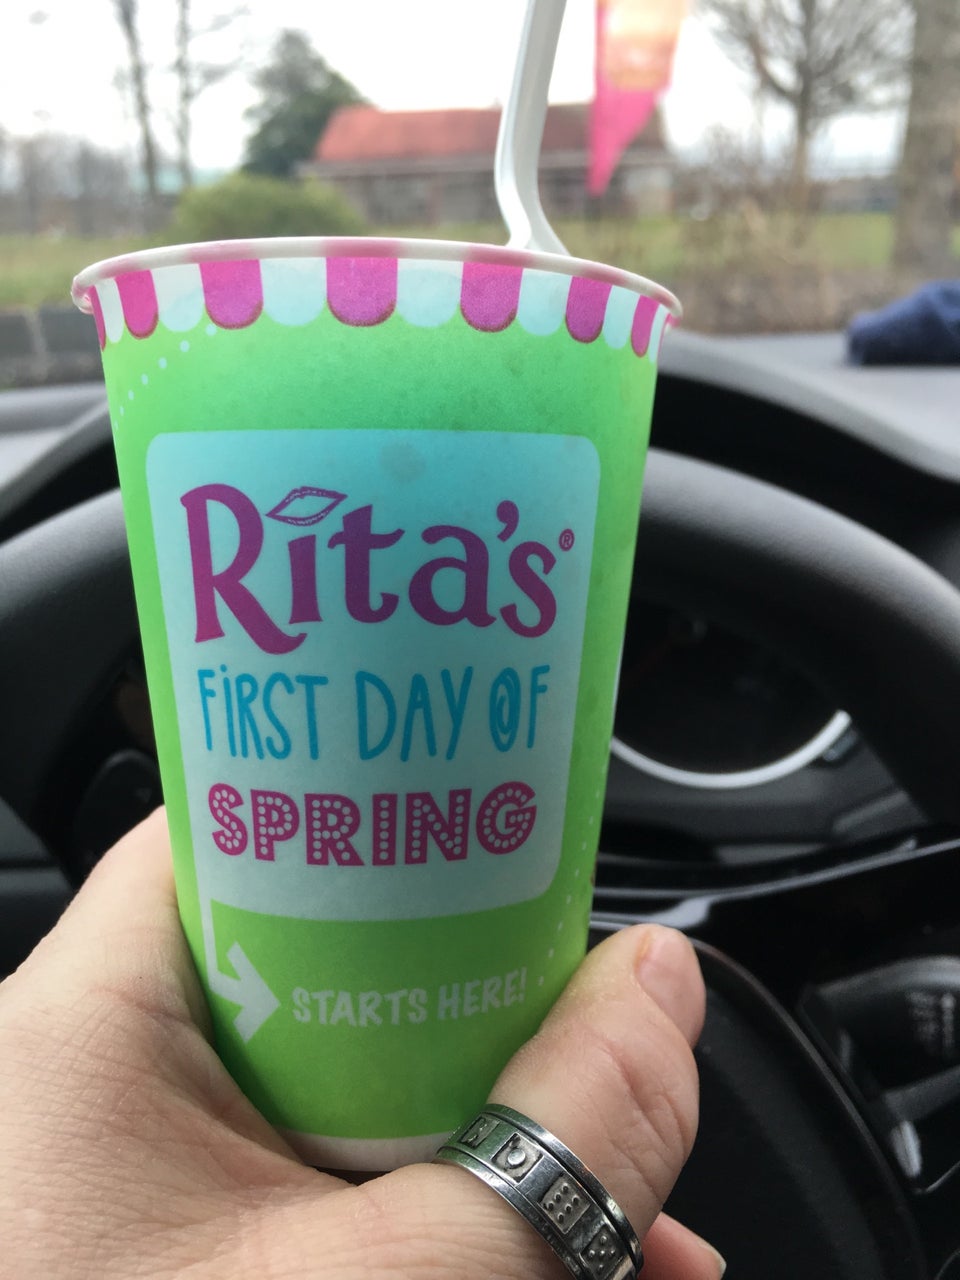 Rita's®
FiRST DAY OF
SPRING
STARTS HERE!